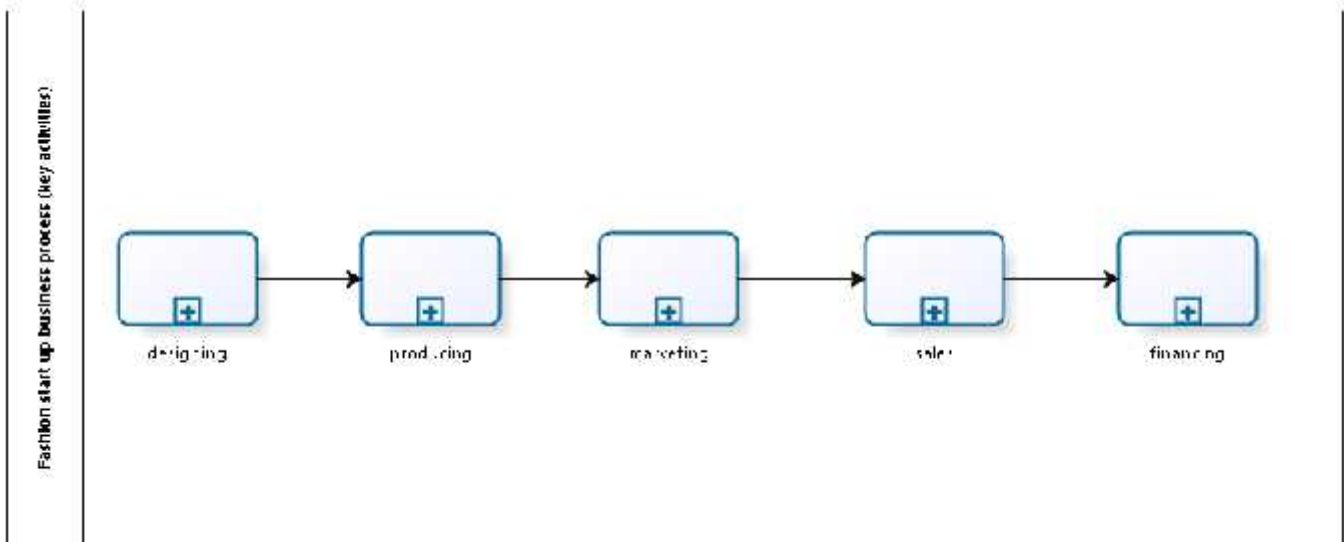 Fashion start up business process (key activities)
designing
producing
marketing
sales
financing